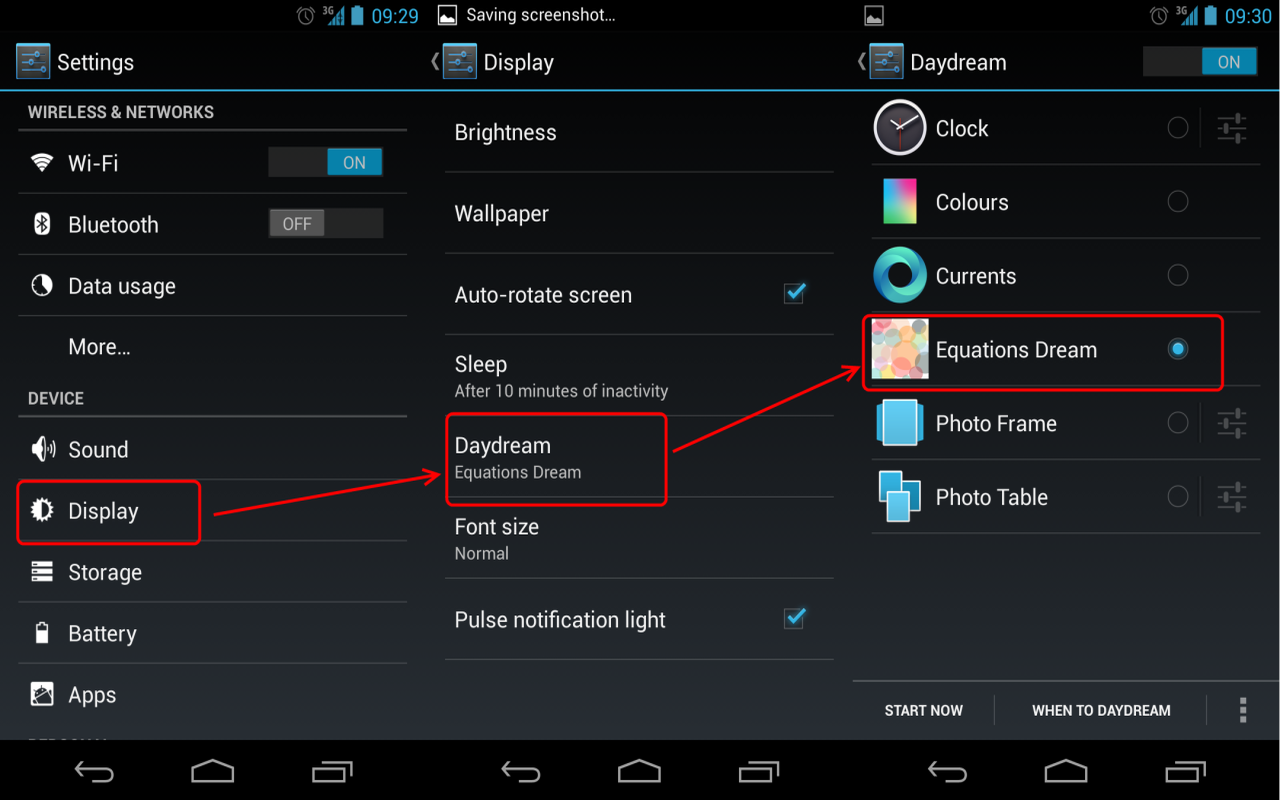 3G 09:29
Settings
WIRELESS & NETWORKS
Wi-Fi ON
Bluetooth OFF
Data usage
More...
DEVICE
Sound
Display
Storage
Battery
Apps
Saving screenshot...
Display
Brightness
Wallpaper
Auto-rotate screen
Sleep
After 10 minutes of inactivity
Daydream
Equations Dream
Font size
Normal
Pulse notification light
3G 09:30
Daydream ON
Clock
Colours
Currents
Equations Dream
Photo Frame
Photo Table
START NOW WHEN TO DAYDREAM